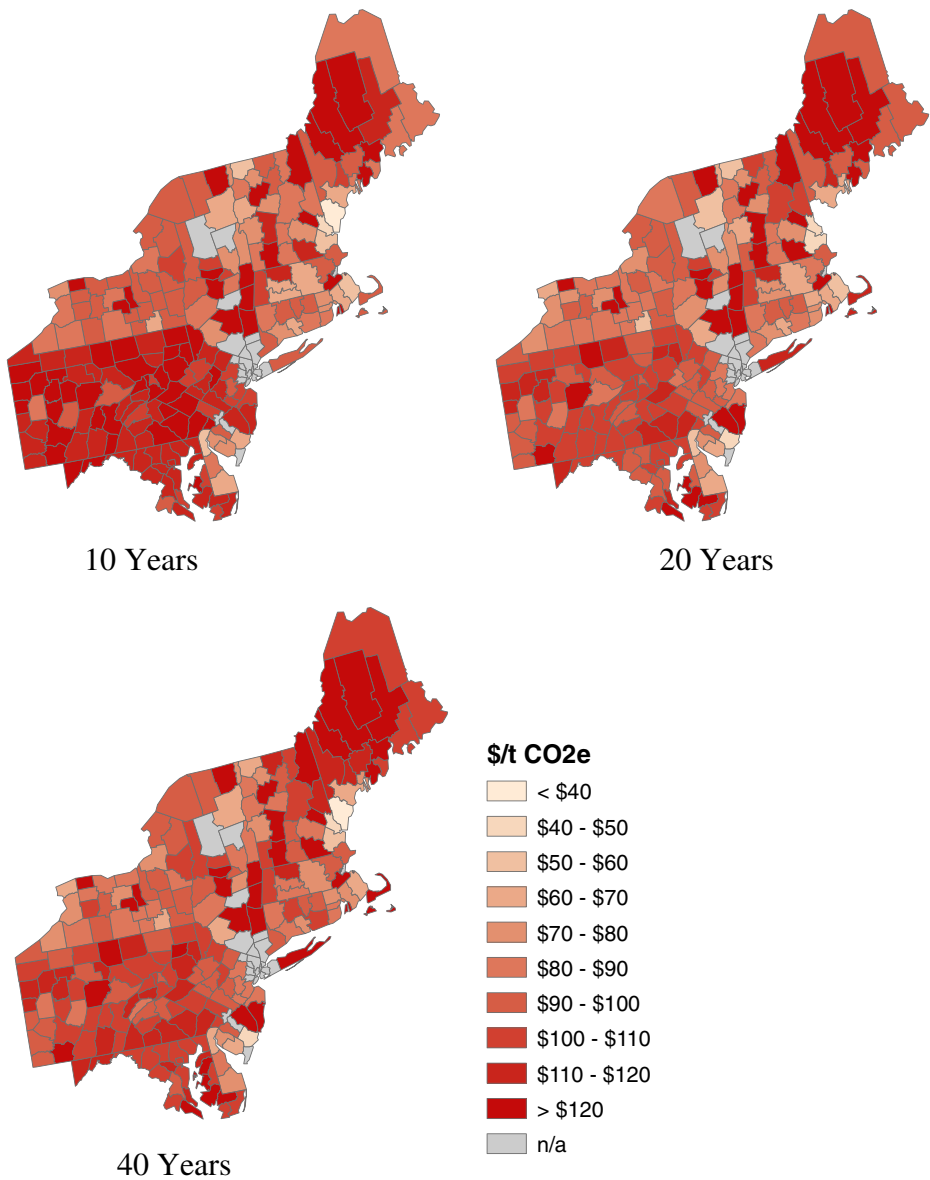 10 Years
20 Years
$/t CO2e
< $40
$40 - $50
$50 - $60
$60 - $70
$70 - $80
$80 - $90
$90 - $100
$100 - $110
$110 - $120
> $120
n/a
40 Years